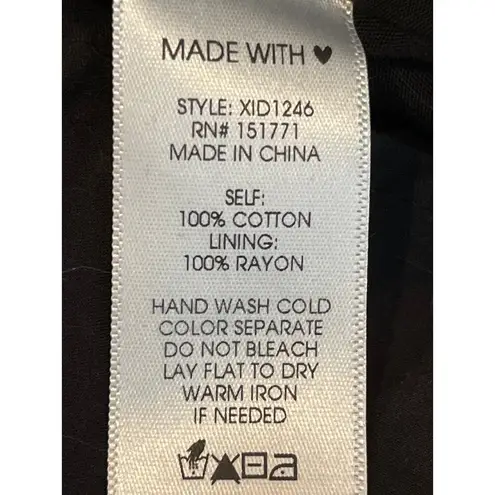 MADE WITH ♥
STYLE: XID1246
RN# 151771
MADE IN CHINA
SELF:
100% COTTON
LINING:
100% RAYON
HAND WASH COLD
COLOR SEPARATE
DO NOT BLEACH
LAY FLAT TO DRY
WARM IRON
IF NEEDED